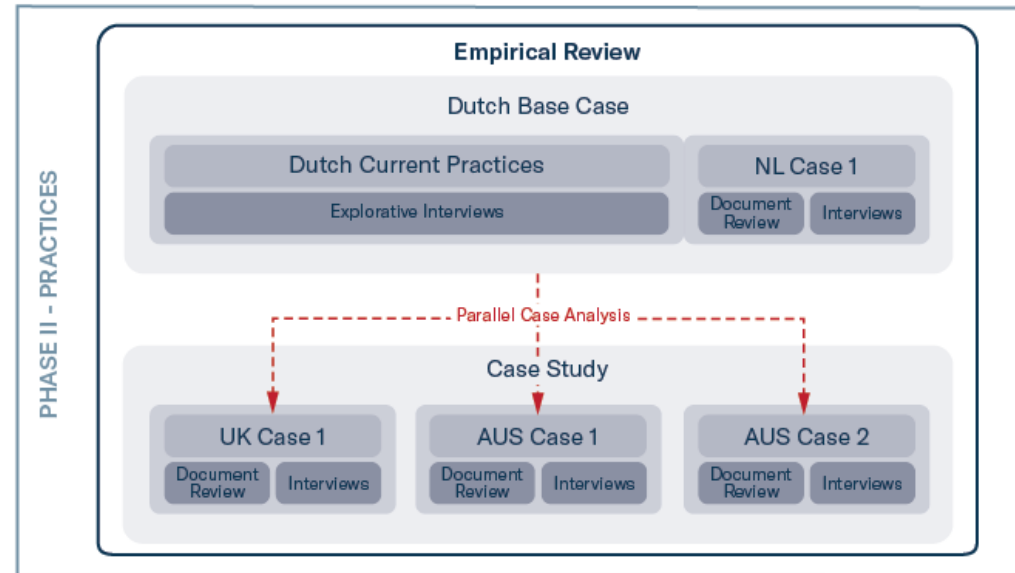 PHASE II - PRACTICES
Empirical Review
Dutch Base Case
Dutch Current Practices
Explorative Interviews
NL Case 1
Document
Review
Interviews
Parallel Case Analysis
Case Study
UK Case 1
Document
Review
Interviews
AUS Case 1
Document
Review
Interviews
AUS Case 2
Document
Review
Interviews